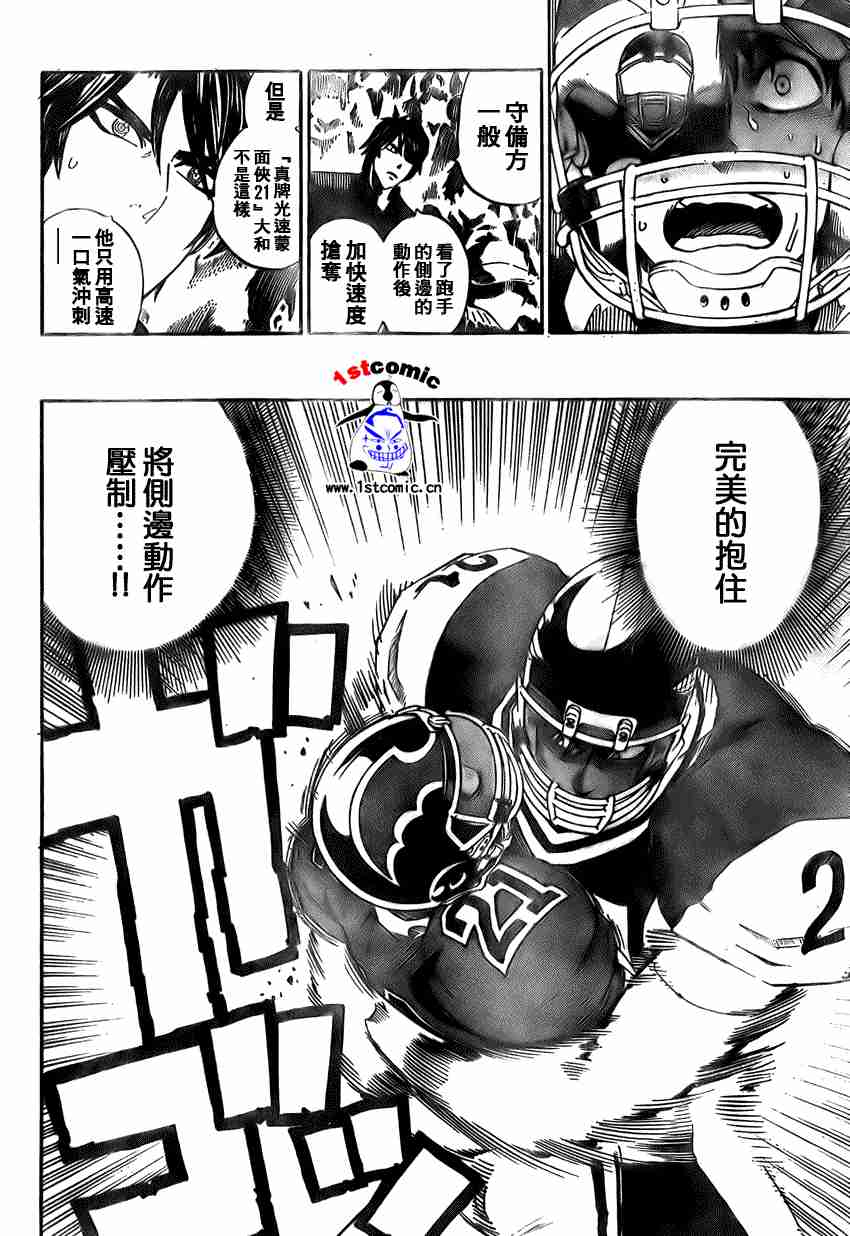 守備方
一般
看了跑手
的側邊的
動作後
加快速度
搶奪
但是
『真牌光速蒙
面俠21』大和
不是這樣
他只用高速
一口氣沖刺
——
1stcomic
www.1stcomic.cn
完美的抱住
將側邊動作
壓制……!!
ガゴ
21
2
2